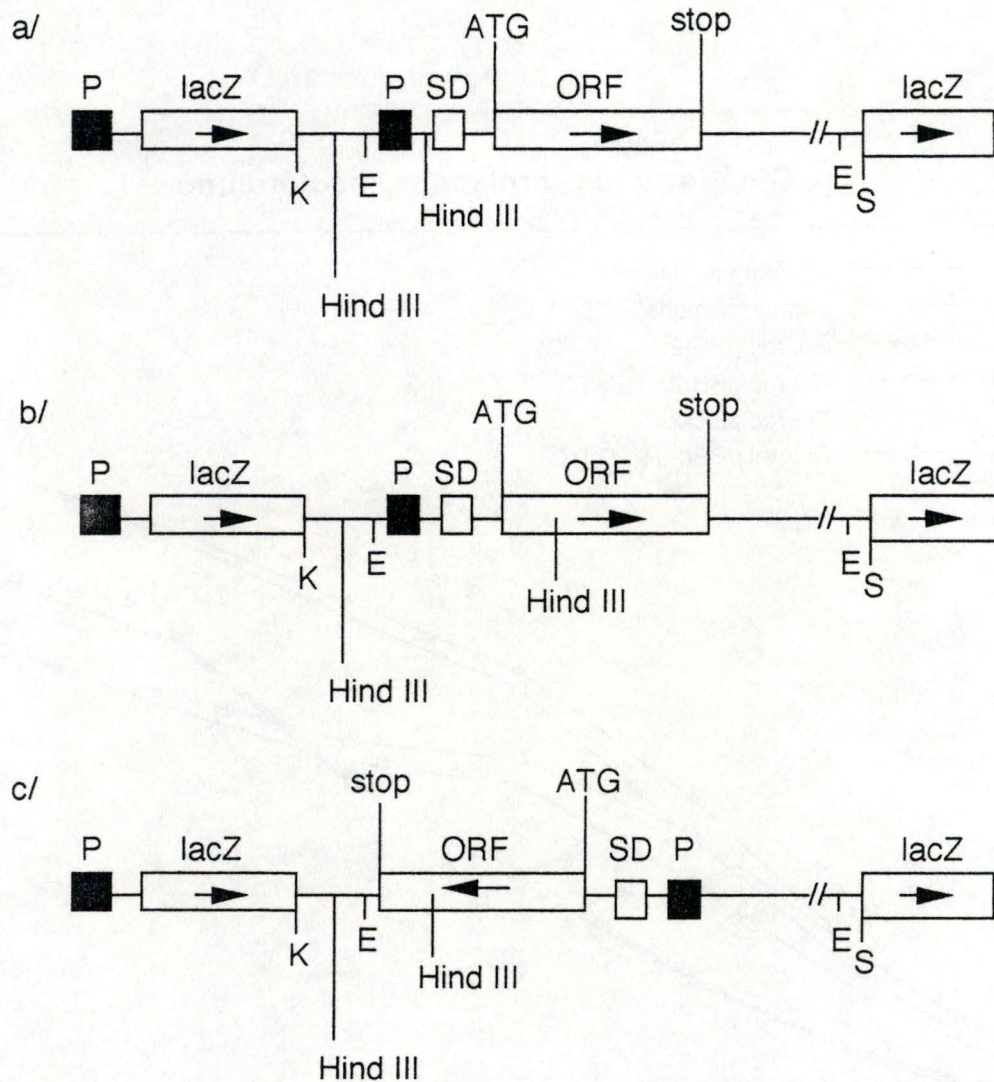 a/
ATG stop
P lacZ P SD ORF lacZ
K E E S
Hind III
Hind III
b/
ATG stop
P lacZ P SD ORF lacZ
K E E S
Hind III
Hind III
c/
stop ATG
P lacZ ORF SD P lacZ
K E E S
Hind III
Hind III